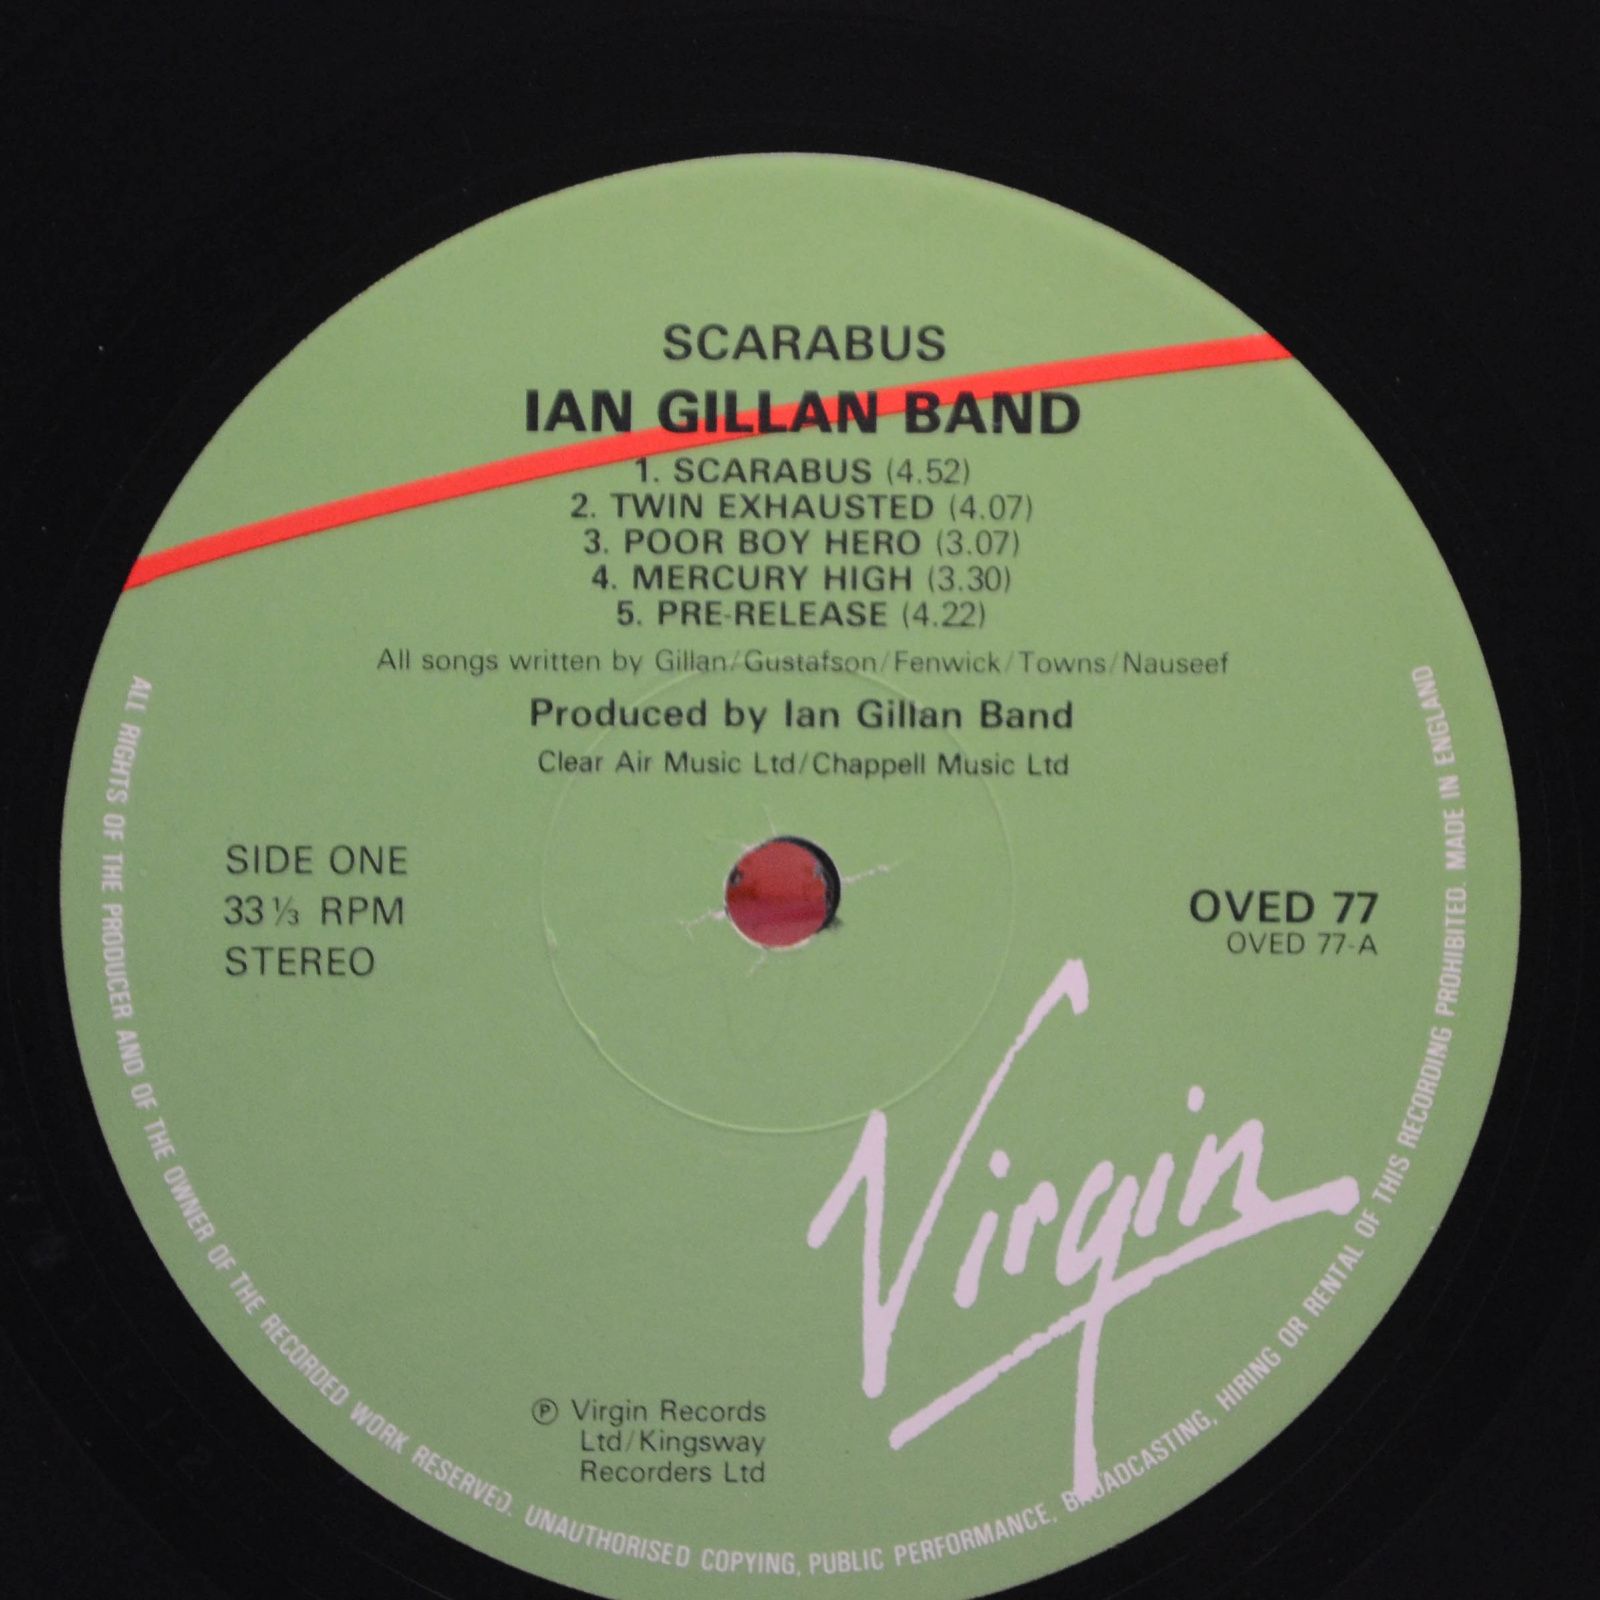 SCARABUS
IAN GILLAN BAND
1. SCARABUS (4.52)
2. TWIN EXHAUSTED (4.07)
3. POOR BOY HERO (3.07)
4. MERCURY HIGH (3.30)
5. PRE-RELEASE (4.22)
All songs written by Gillan/Gustafson/Fenwick/Towns/Nauseef
Produced by Ian Gillan Band
Clear Air Music Ltd/Chappell Music Ltd
SIDE ONE
33⅓ RPM
STEREO
OVED 77
OVED 77-A
Virgin
Ⓟ Virgin Records
Ltd/Kingsway
Recorders Ltd
ALL RIGHTS OF THE PRODUCER AND OF THE OWNER OF THE RECORDED WORK RESERVED. UNAUTHORISED COPYING, PUBLIC PERFORMANCE, BROADCASTING, HIRING OR RENTAL OF THIS RECORDING PROHIBITED. MADE IN ENGLAND